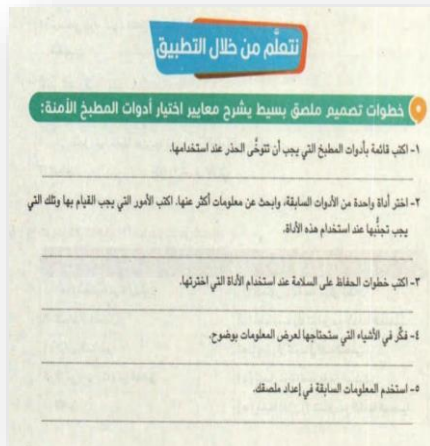 نتعلَّم من خلال التطبيق
خطوات تصميم ملصق بسيط يشرح معايير اختيار أدوات المطبخ الآمنة:
١- اكتب قائمة بأدوات المطبخ التي يجب أن تتوخَّى الحذر عند استخدامها.
٢- اختر أداة واحدة من الأدوات السابقة، وابحث عن معلومات أكثر عنها. اكتب الأمور التي يجب القيام بها وتلك التي
يجب تجنُّبها عند استخدام هذه الأداة.
٣- اكتب خطوات الحفاظ على السلامة عند استخدام الأداة التي اخترتها.
٤- فكِّر في الأشياء التي ستحتاجها لعرض المعلومات بوضوح.
٥- استخدم المعلومات السابقة في إعداد ملصقك.